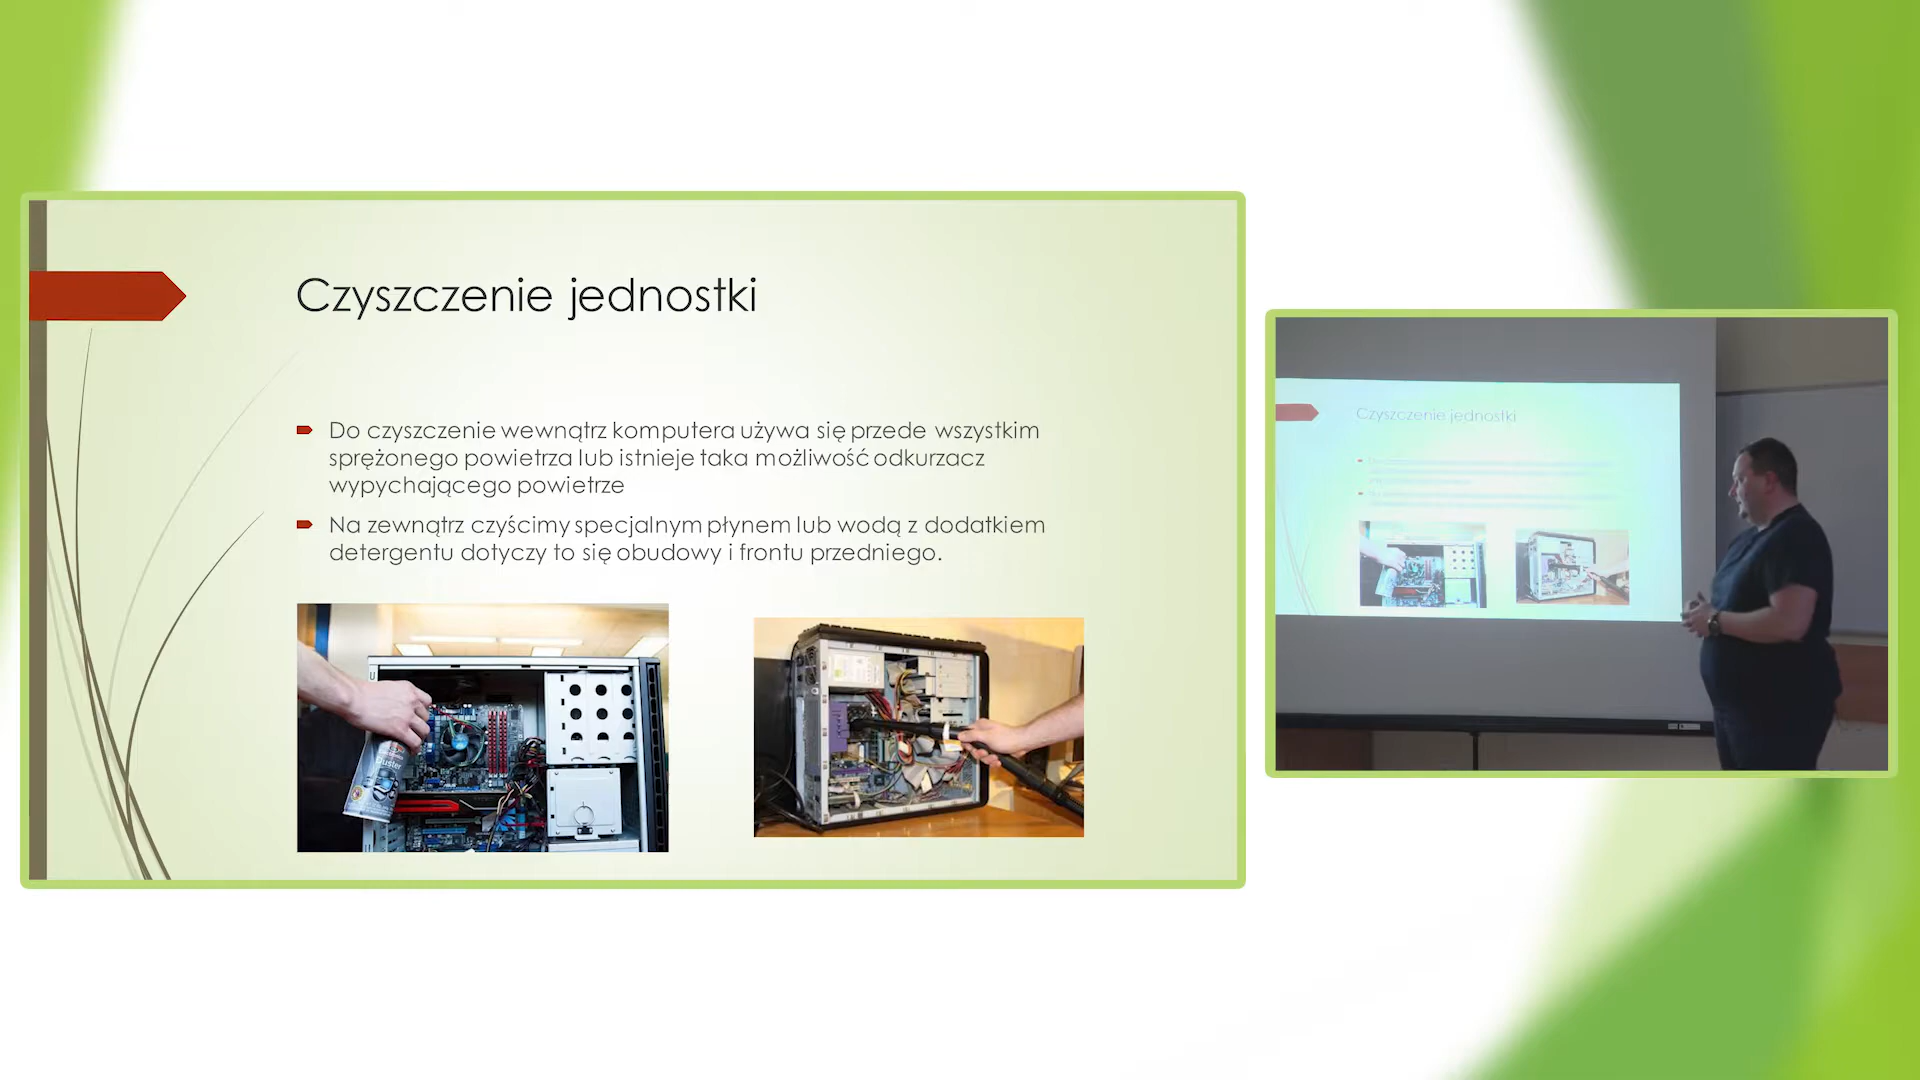 Czyszczenie jednostki
Do czyszczenie wewnątrz komputera używa się przede wszystkim
sprężonego powietrza lub istnieje taka możliwość odkurzacz
wypychającego powietrze
Na zewnątrz czyścimy specjalnym płynem lub wodą z dodatkiem
detergentu dotyczy to się obudowy i frontu przedniego.
Duster
Czyszczenie jednostki